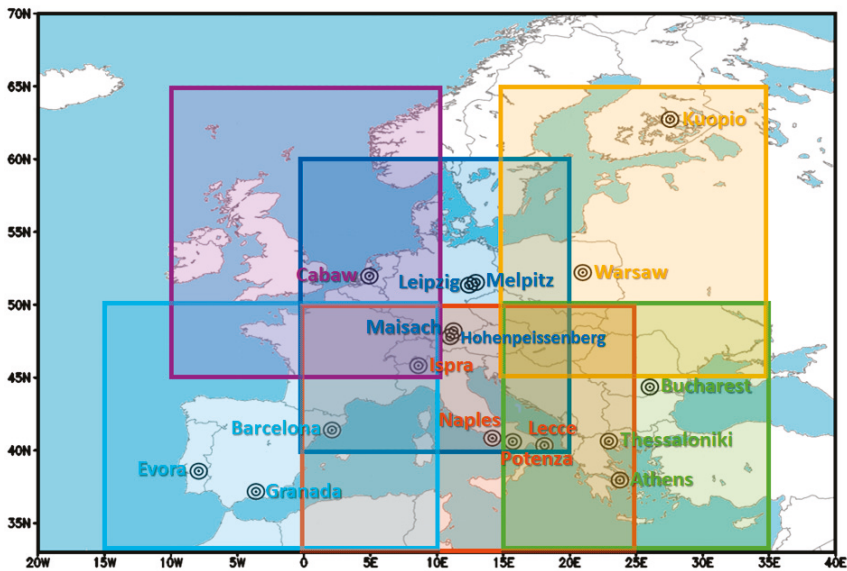 70N
65N
Kuopio
60N
55N
Cabaw
Leipzig
Melpitz
Warsaw
50N
Maisach
Hohenpeissenberg
Ispra
45N
Bucharest
Barcelona
Naples
Lecce
Thessaloniki
40N
Potenza
Evora
Granada
Athens
35N
20W 15W 10W 5W 0 5E 10E 15E 20E 25E 30E 35E 40E